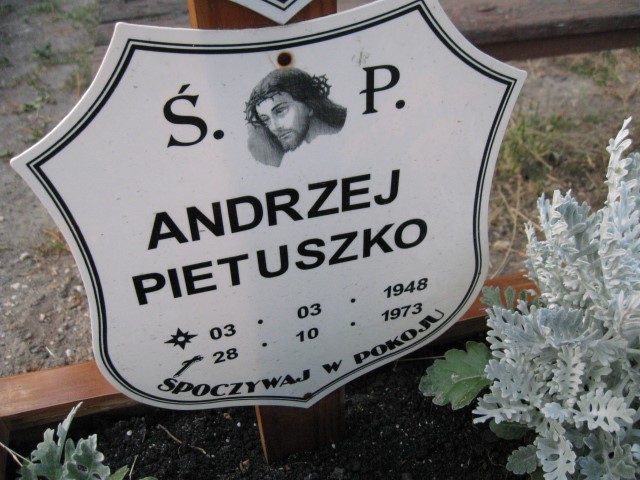 Ś. P.
ANDRZEJ
PIETUSZKO
03 . 03 . 1948
28 . 10 . 1973
SPOCZYWAJ W POKOJU